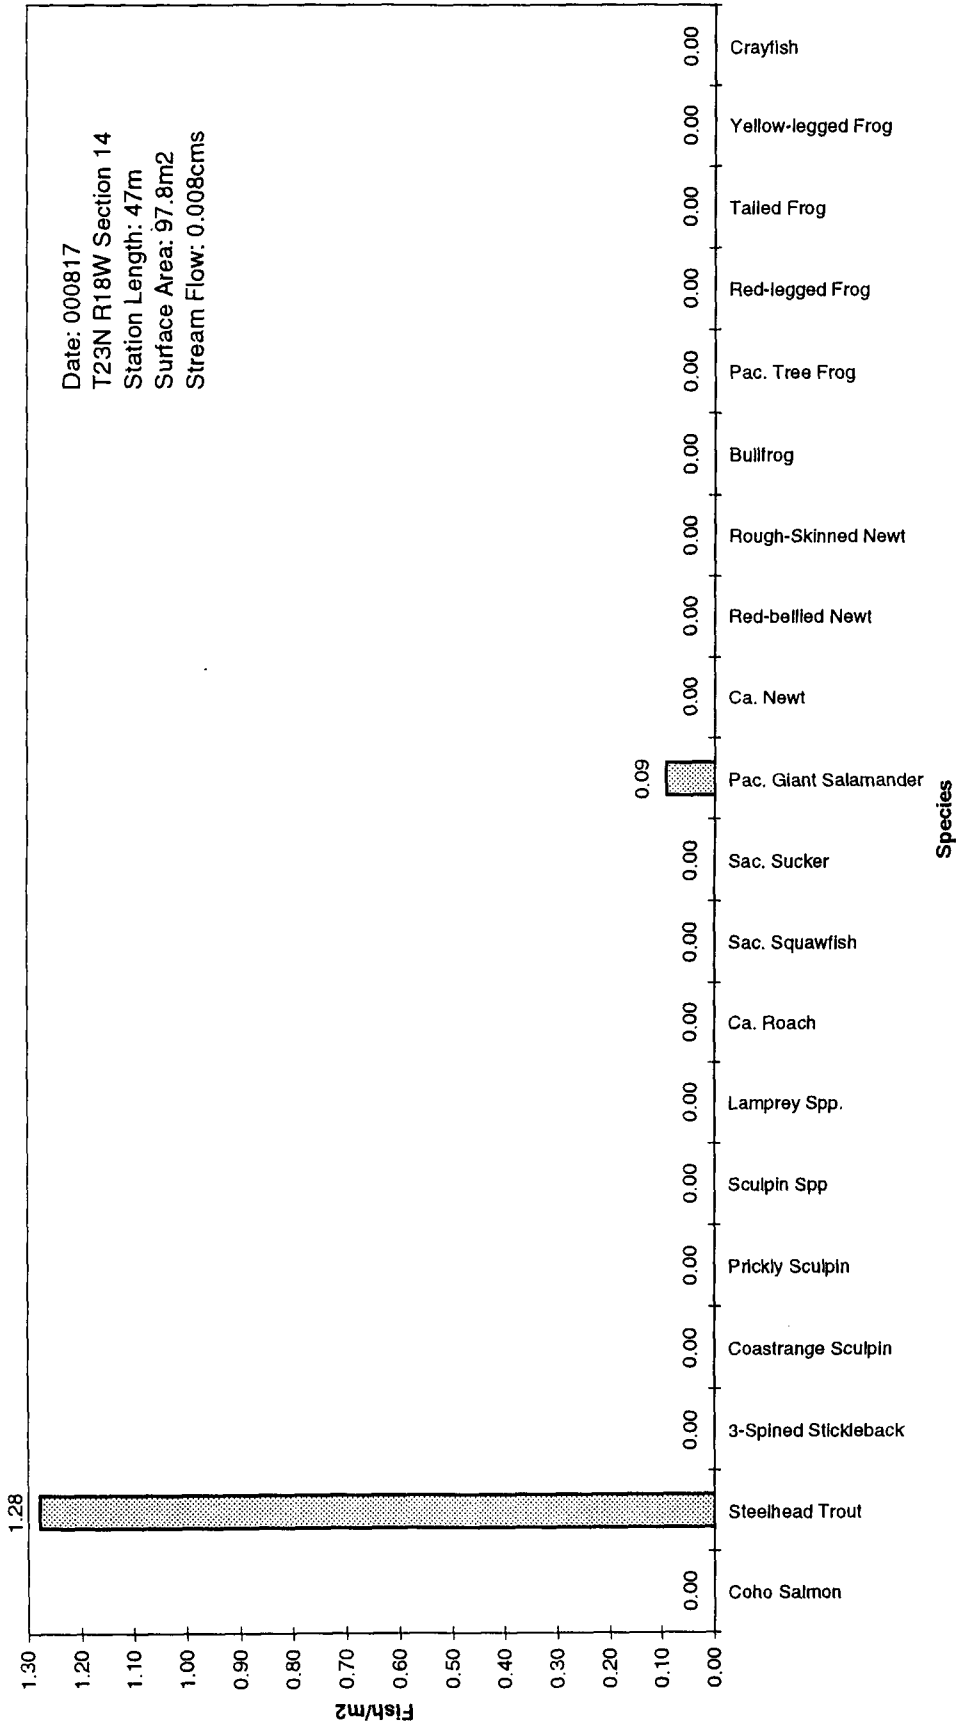 Date: 000817
T23N R18W Section 14
Station Length: 47m
Surface Area: 97.8m2
Stream Flow: 0.008cms
Fish/m2
1.30
1.20
1.10
1.00
0.90
0.80
0.70
0.60
0.50
0.40
0.30
0.20
0.10
0.00
0.00
1.28
0.00
0.00
0.00
0.00
0.00
0.00
0.00
0.00
0.09
0.00
0.00
0.00
0.00
0.00
0.00
0.00
0.00
0.00
Coho Salmon
Steelhead Trout
3-Spined Stickleback
Coastrange Sculpin
Prickly Sculpin
Sculpin Spp
Lamprey Spp.
Ca. Roach
Sac. Squawfish
Sac. Sucker
Pac. Giant Salamander
Ca. Newt
Red-bellied Newt
Rough-Skinned Newt
Bullfrog
Pac. Tree Frog
Red-legged Frog
Tailed Frog
Yellow-legged Frog
Crayfish
Species